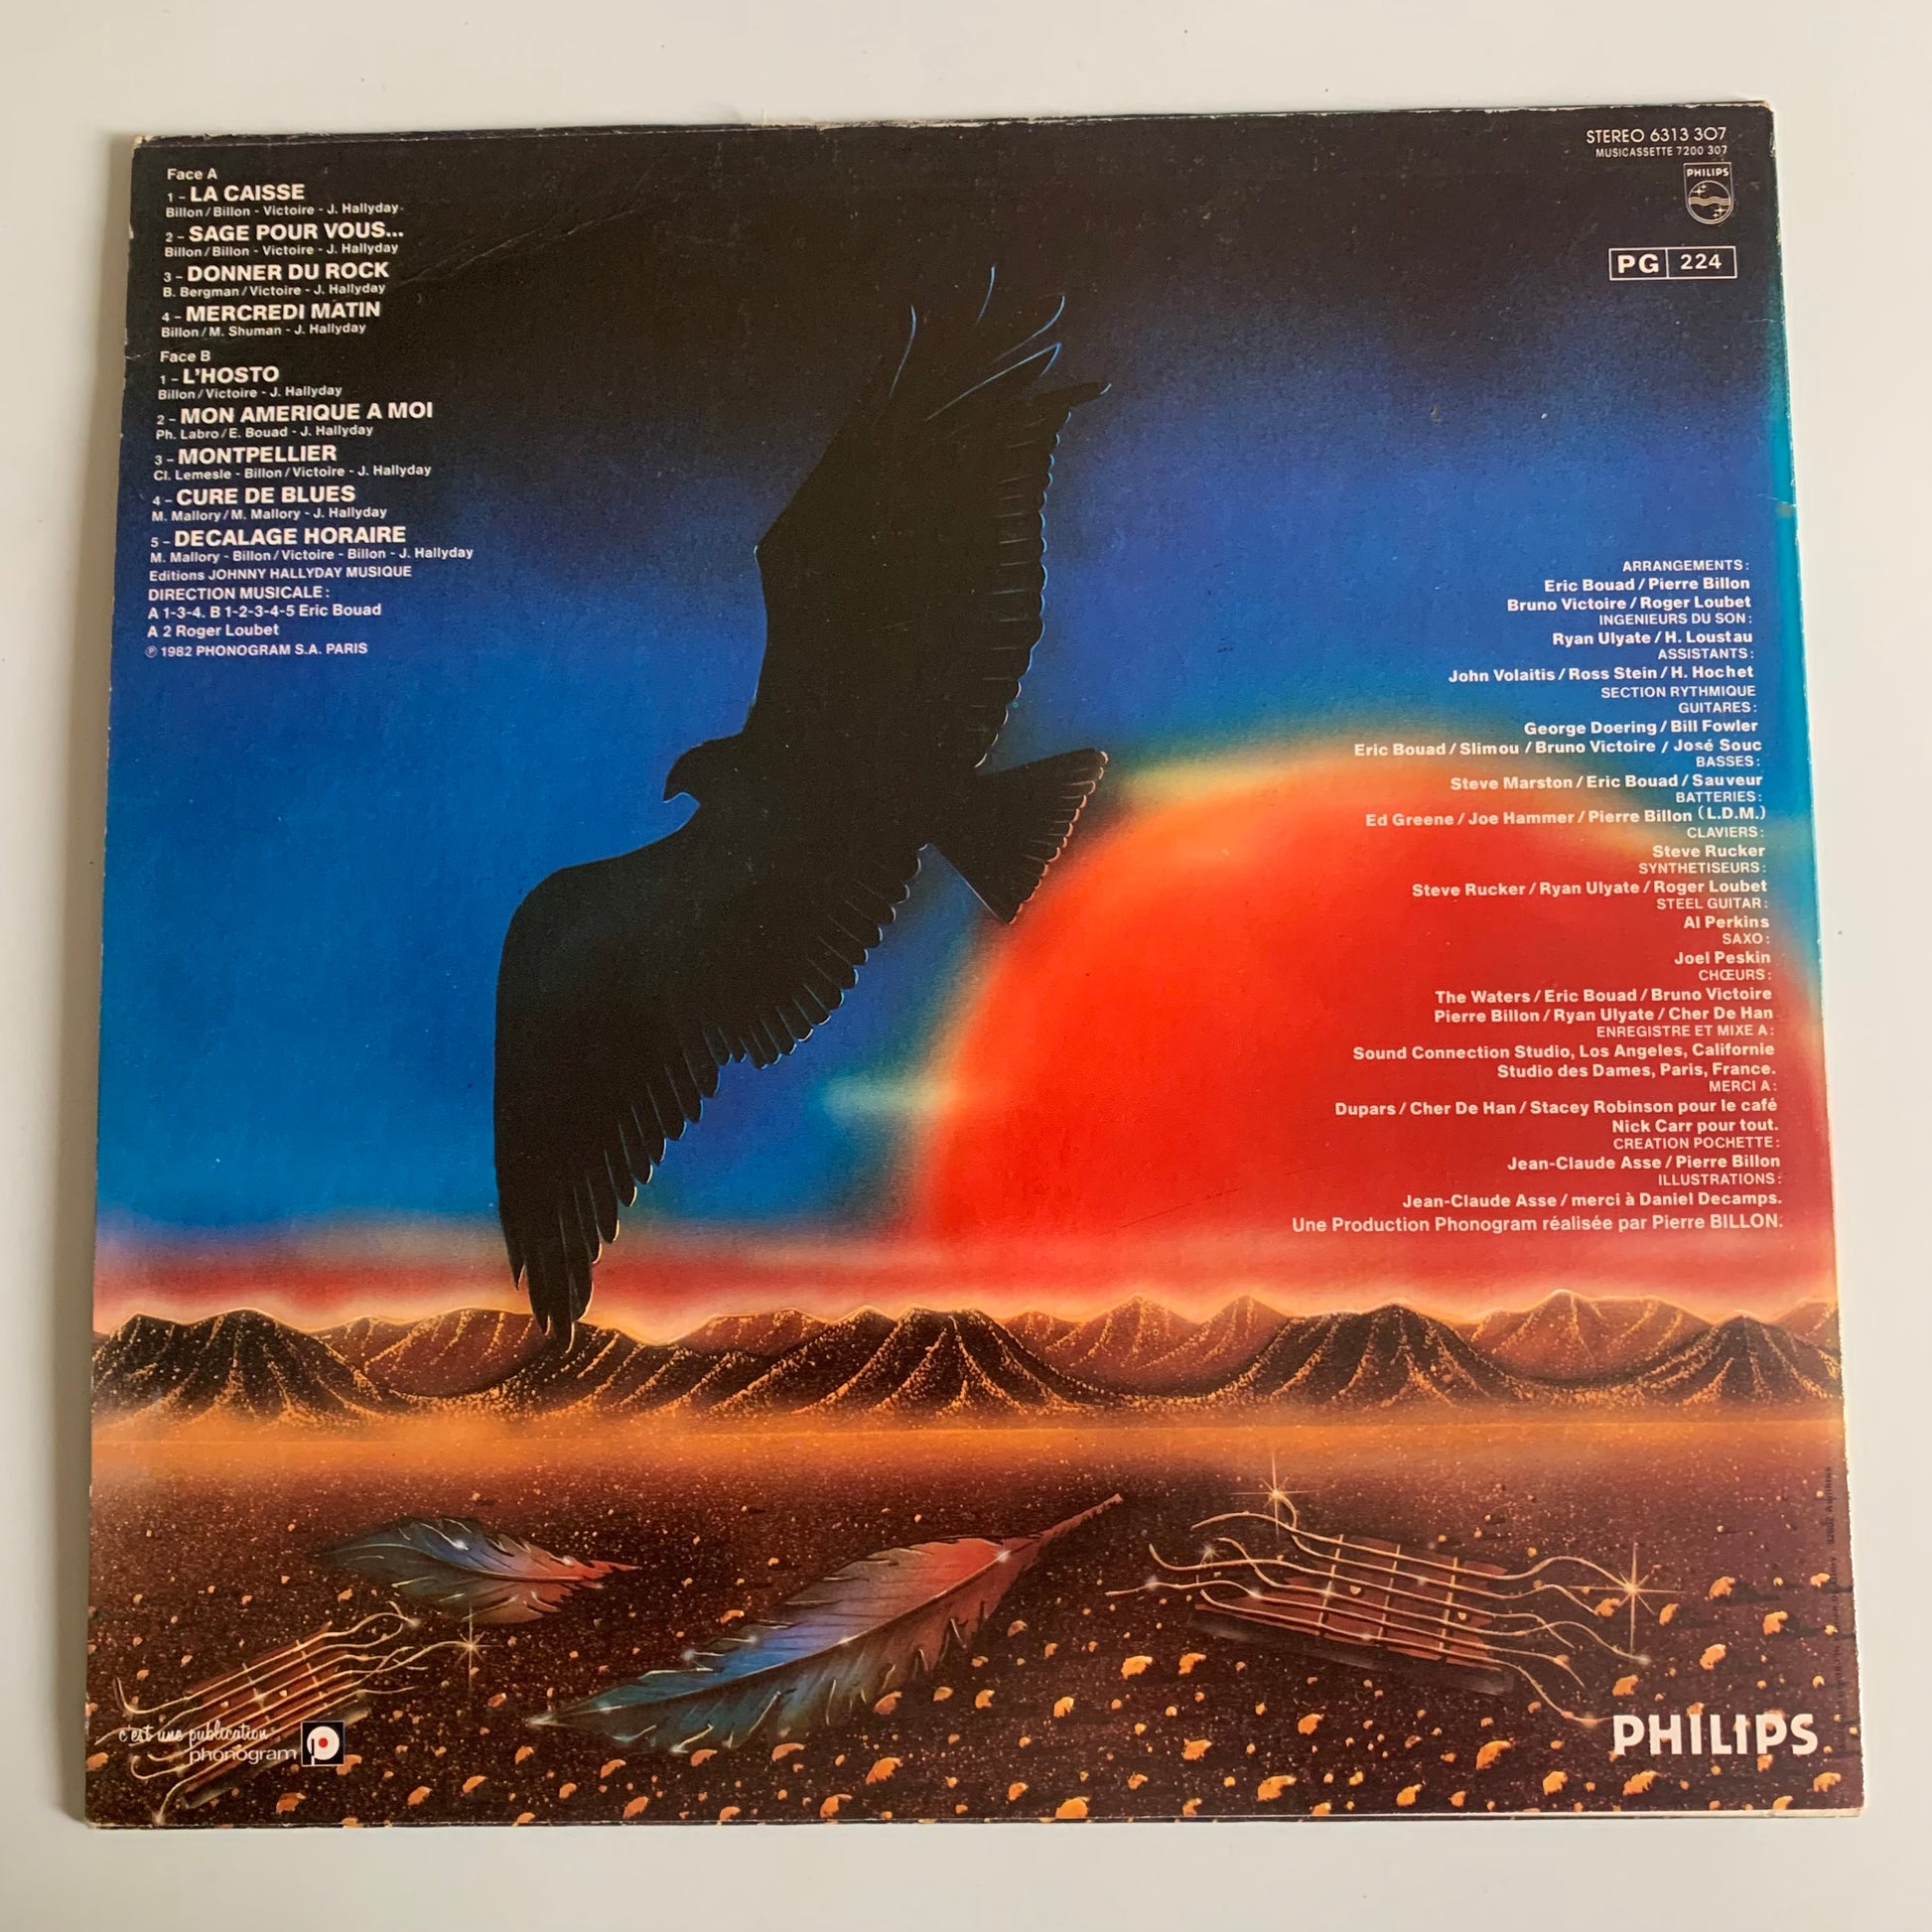 Face A
1 - LA CAISSE
Billon / Billon - Victoire - J. Hallyday
2 - SAGE POUR VOUS...
Billon / Billon - Victoire - J. Hallyday
3 - DONNER DU ROCK
B. Bergman / Victoire - J. Hallyday
4 - MERCREDI MATIN
Billon / M. Shuman - J. Hallyday
Face B
1 - L'HOSTO
Billon / Victoire - J. Hallyday
2 - MON AMERIQUE A MOI
Ph. Labro / E. Bouad - J. Hallyday
3 - MONTPELLIER
Cl. Lemesle - Billon / Victoire - J. Hallyday
4 - CURE DE BLUES
M. Mallory / M. Mallory - J. Hallyday
5 - DECALAGE HORAIRE
M. Mallory - Billon / Victoire - Billon - J. Hallyday
Editions JOHNNY HALLYDAY MUSIQUE
DIRECTION MUSICALE :
A 1-3-4. B 1-2-3-4-5 Eric Bouad
A 2 Roger Loubet
℗ 1982 PHONOGRAM S.A. PARIS
STEREO 6313 307
MUSICASSETTE 7200 307
PHILIPS
PG 224
ARRANGEMENTS :
Eric Bouad / Pierre Billon
Bruno Victoire / Roger Loubet
INGENIEURS DU SON :
Ryan Ulyate / H. Loustau
ASSISTANTS :
John Volaitis / Ross Stein / H. Hochet
SECTION RYTHMIQUE
GUITARES :
George Doering / Bill Fowler
Eric Bouad / Slimou / Bruno Victoire / José Souc
BASSES :
Steve Marston / Eric Bouad / Sauveur
BATTERIES :
Ed Greene / Joe Hammer / Pierre Billon (L.D.M.)
CLAVIERS :
Steve Rucker
SYNTHETISEURS :
Steve Rucker / Ryan Ulyate / Roger Loubet
STEEL GUITAR :
Al Perkins
SAXO :
Joel Peskin
CHŒURS :
The Waters / Eric Bouad / Bruno Victoire
Pierre Billon / Ryan Ulyate / Cher De Han
ENREGISTRE ET MIXE A :
Sound Connection Studio, Los Angeles, Californie
Studio des Dames, Paris, France.
MERCI A :
Dupars / Cher De Han / Stacey Robinson pour le café
Nick Carr pour tout.
CREATION POCHETTE :
Jean-Claude Asse / Pierre Billon
ILLUSTRATIONS :
Jean-Claude Asse / merci à Daniel Decamps.
Une Production Phonogram réalisée par Pierre BILLON.
c'est une publication
phonogram
PHILIPS